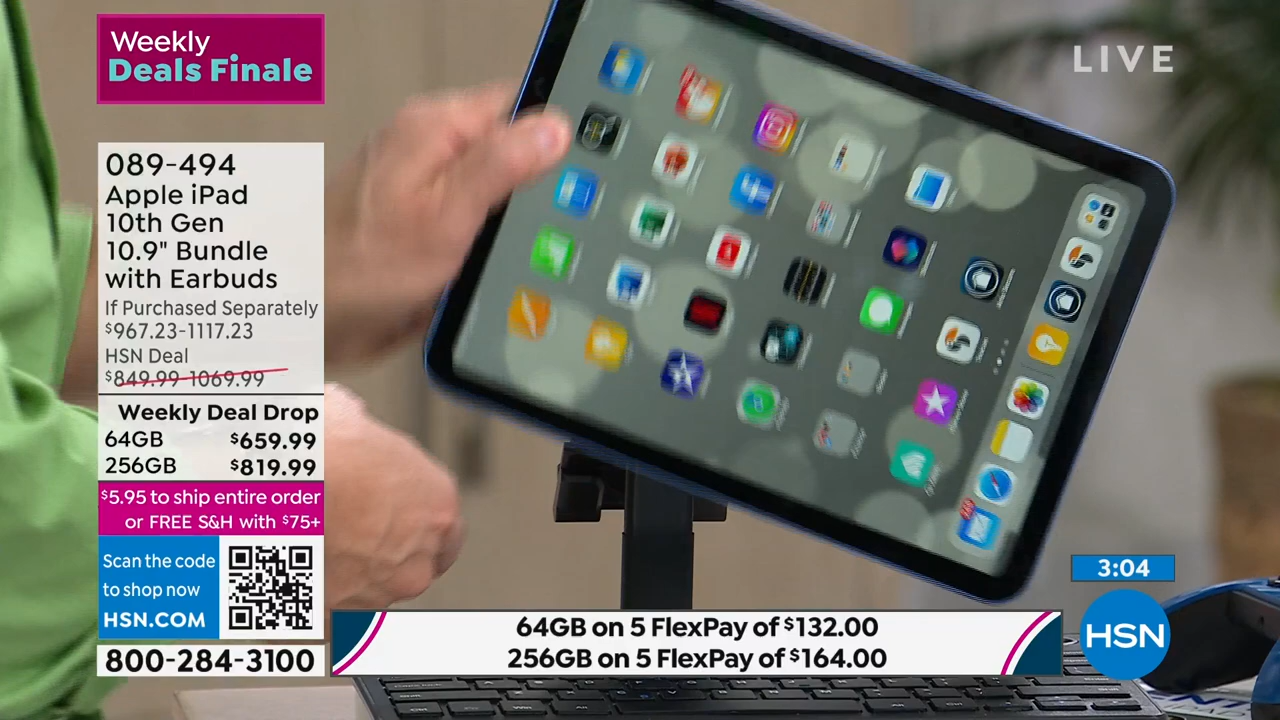 Weekly
Deals Finale
LIVE
089-494
Apple iPad
10th Gen
10.9" Bundle
with Earbuds
If Purchased Separately
$967.23-1117.23
HSN Deal
$849.99-1069.99
Weekly Deal Drop
64GB $659.99
256GB $819.99
$5.95 to ship entire order
or FREE S&H with $75+
Scan the code
to shop now
HSN.COM
800-284-3100
3:04
HSN
64GB on 5 FlexPay of $132.00
256GB on 5 FlexPay of $164.00